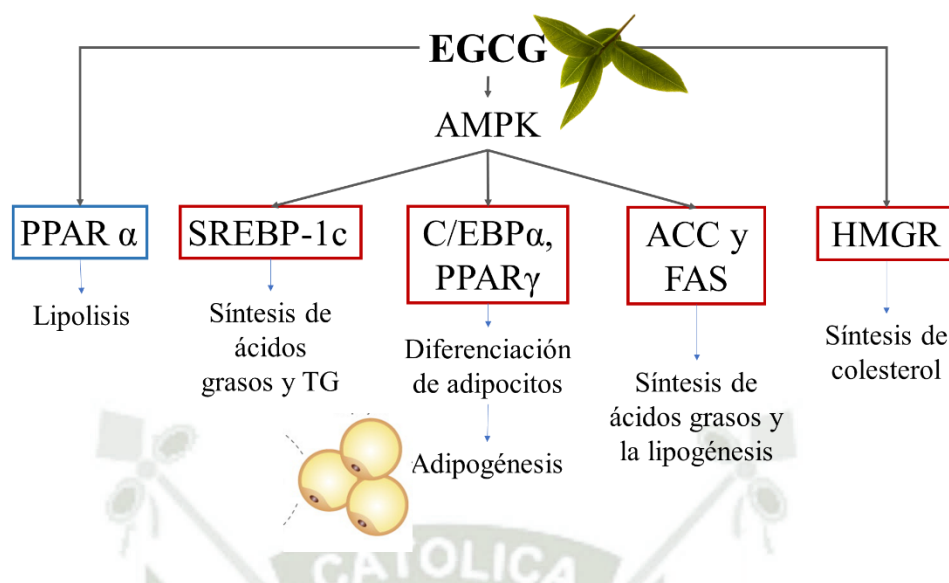 EGCG
AMPK
PPAR α
Lipolisis
SREBP-1c
Síntesis de
ácidos
grasos y TG
C/EBPα,
PPARγ
Diferenciación
de adipocitos
Adipogénesis
ACC y
FAS
Síntesis de
ácidos grasos y
la lipogénesis
HMGR
Síntesis de
colesterol
CATOLICA